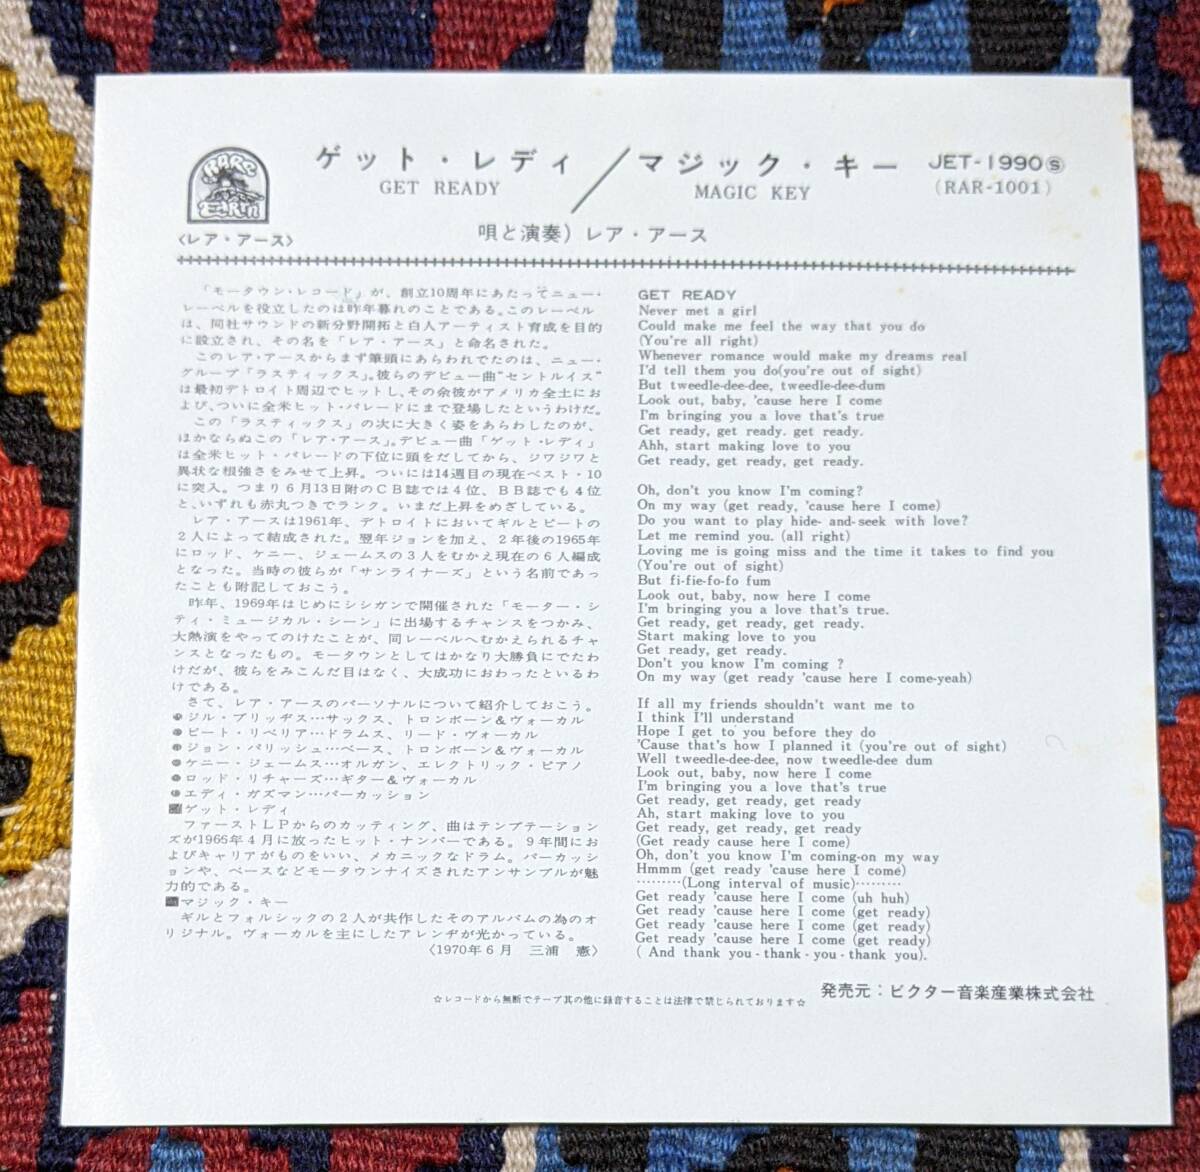 RARE
EARTH
〈レア・アース〉
ゲット・レディ／マジック・キー
GET READY
MAGIC KEY
JET-1990Ⓢ
(RAR-1001)
唄と演奏）レア・アース
「モータウン・レコード」が、創立10周年にあたってニュー・
レーベルを役立したのは昨年暮れのことである。このレーベル
は、同社サウンドの新分野開拓と白人アーティスト育成を目的
に設立され、その名を「レア・アース」と命名された。
このレア・アースからまず筆頭にあらわれでたのは、ニュー・
グループ「ラスティックス」。彼らのデビュー曲“セントルイス”
は最初デトロイト周辺でヒットし、その余彼がアメリカ全土にお
よび、ついに全米ヒット・パレードにまで登場したというわけだ。
この「ラスティックス」の次に大きく姿をあらわしたのが、
ほかならぬこの「レア・アース」。デビュー曲「ゲット・レディ」
は全米ヒット・パレードの下位に頭をだしてから、ジワジワと
異状な根強さをみせて上昇。ついには14週目の現在ベスト・10
に突入。つまり６月13日附のＣＢ誌では４位、ＢＢ誌でも４位
と、いずれも赤丸つきでランク。いまだ上昇をめざしている。
レア・アースは1961年、デトロイトにおいてギルとピートの
２人によって結成された。翌年ジョンを加え、２年後の1965年
にロッド、ケニー、ジェームスの３人をむかえ現在の６人編成
となった。当時の彼らが「サンライナーズ」という名前であっ
たことも附記しておこう。
昨年、1969年はじめにシシガンで開催された「モーター・シ
ティ・ミュージカル・シーン」に出場するチャンスをつかみ、
大熱演をやってのけたことが、同レーベルへむかえられるチャ
ンスとなったもの。モータウンとしてはかなり大勝負にでたわ
けだが、彼らをみこんだ目はなく、大成功におわったといるわ
けである。
さて、レア・アースのパーソナルについて紹介しておこう。
●ジル・ブリッヂス…サックス、トロンボーン＆ヴォーカル
●ピート・リベリア…ドラムス、リード・ヴォーカル
●ジョン・パリッシュ…ベース、トロンボーン＆ヴォーカル
●ケニー・ジェームス…オルガン、エレクトリック・ピアノ
●ロッド・リチャーズ…ギター＆ヴォーカル
●エディ・ガズマン…パーカッション
■ゲット・レディ
ファーストＬＰからのカッティング、曲はテンプテーション
ズが1965年４月に放ったヒット・ナンバーである。９年間にお
よびキャリアがものをいい、メカニックなドラム。パーカッシ
ョンや、ベースなどモータウンナイズされたアンサンブルが魅
力的である。
■マジック・キー
ギルとフォルシックの２人が共作したそのアルバムの為のオ
リジナル。ヴォーカルを主にしたアレンヂが光かっている。
〈1970年６月　三浦　憲〉
GET READY
Never met a girl
Could make me feel the way that you do
(You're all right)
Whenever romance would make my dreams real
I'd tell them you do(you're out of sight)
But tweedle-dee-dee, tweedle-dee-dum
Look out, baby, 'cause here I come
I'm bringing you a love that's true
Get ready, get ready. get ready.
Ahh, start making love to you
Get ready, get ready, get ready.
Oh, don't you know I'm coming?
On my way (get ready, 'cause here I come)
Do you want to play hide- and-seek with love?
Let me remind you. (all right)
Loving me is going miss and the time it takes to find you
(You're out of sight)
But fi-fie-fo-fo fum
Look out, baby, now here I come
I'm bringing you a love that's true.
Get ready, get ready, get ready.
Start making love to you
Get ready, get ready.
Don't you know I'm coming ?
On my way (get ready 'cause here I come-yeah)
If all my friends shouldn't want me to
I think I'll understand
Hope I get to you before they do
'Cause that's how I planned it (you're out of sight)
Well tweedle-dee-dee, now tweedle-dee dum
Look out, baby, now here I come
I'm bringing you a love that's true
Get ready, get ready, get ready
Ah, start making love to you
Get ready, get ready, get ready
(Get ready cause here I come)
Oh, don't you know I'm coming-on my way
Hmmm (get ready 'cause here I come)
………(Long interval of music)………
Get ready 'cause here I come (uh huh)
Get ready 'cause here I come (get ready)
Get ready 'cause here I come (get ready)
Get ready 'cause here I come (get ready)
( And thank you - thank - you - thank you).
☆レコードから無断でテープ其の他に録音することは法律で禁じられております☆
発売元：ビクター音楽産業株式会社